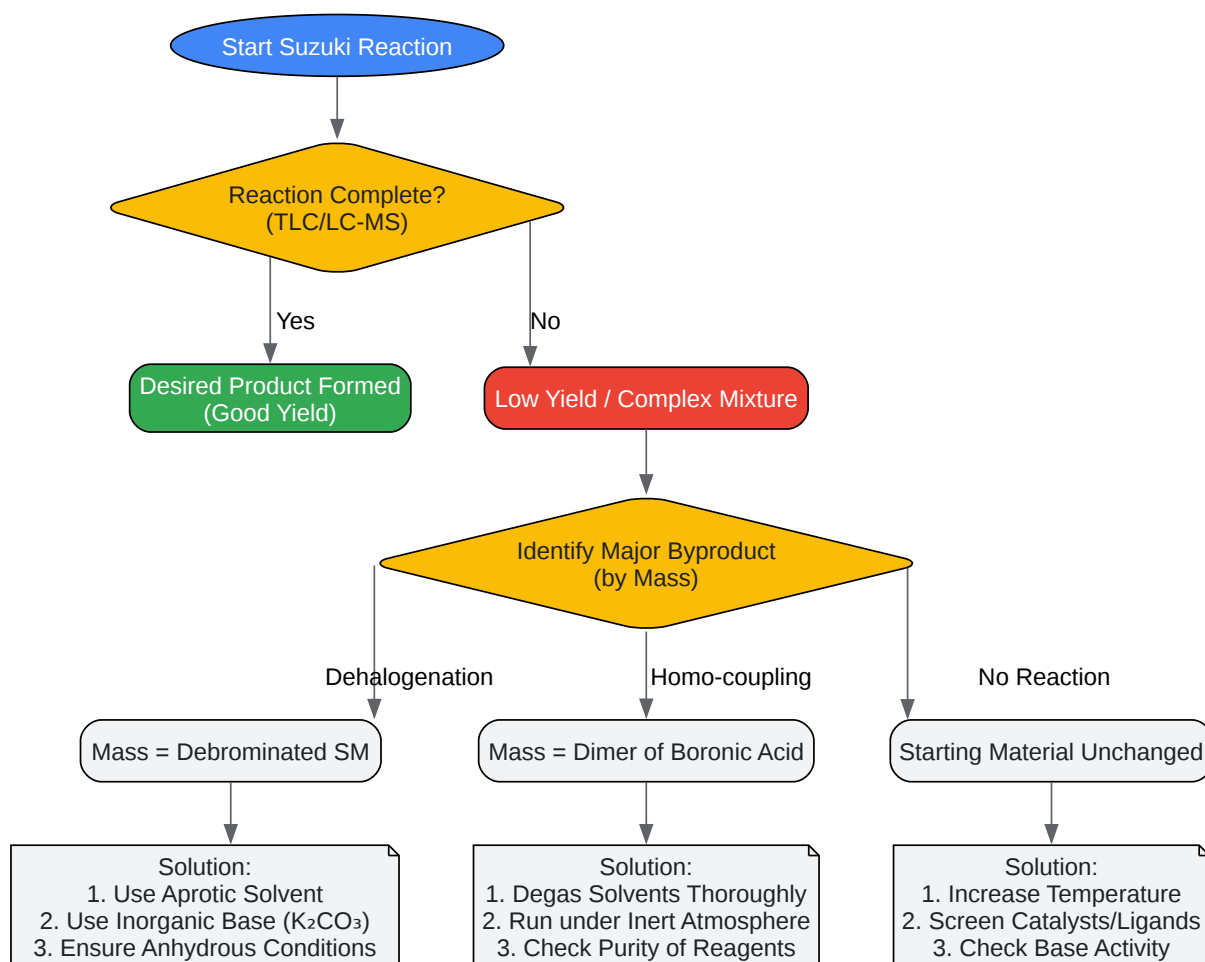 Start Suzuki Reaction
Reaction Complete?
(TLC/LC-MS)
Yes
No
Desired Product Formed
(Good Yield)
Low Yield / Complex Mixture
Identify Major Byproduct
(by Mass)
Dehalogenation
Homo-coupling
No Reaction
Mass = Debrominated SM
Mass = Dimer of Boronic Acid
Starting Material Unchanged
Solution:
1. Use Aprotic Solvent
2. Use Inorganic Base (K₂CO₃)
3. Ensure Anhydrous Conditions
Solution:
1. Degas Solvents Thoroughly
2. Run under Inert Atmosphere
3. Check Purity of Reagents
Solution:
1. Increase Temperature
2. Screen Catalysts/Ligands
3. Check Base Activity